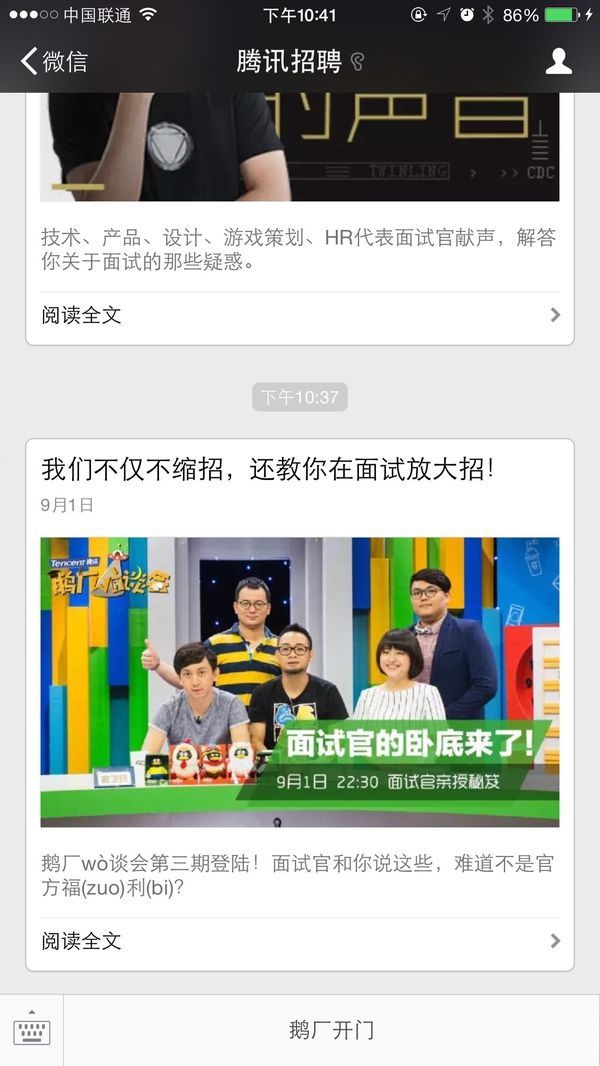 中国联通
下午10:41
86%
微信
腾讯招聘
的声音
TWINLING
CDC
技术、产品、设计、游戏策划、HR代表面试官献声，解答
你关于面试的那些疑惑。
阅读全文
下午10:37
我们不仅不缩招，还教你在面试放大招！
9月1日
Tencent 腾讯
鹅厂wò谈会
面试官的卧底来了!
9月1日 22:30 面试官亲授秘笈
鹅厂wò谈会第三期登陆！面试官和你说这些，难道不是官
方福(zuo)利(bi)？
阅读全文
鹅厂开门